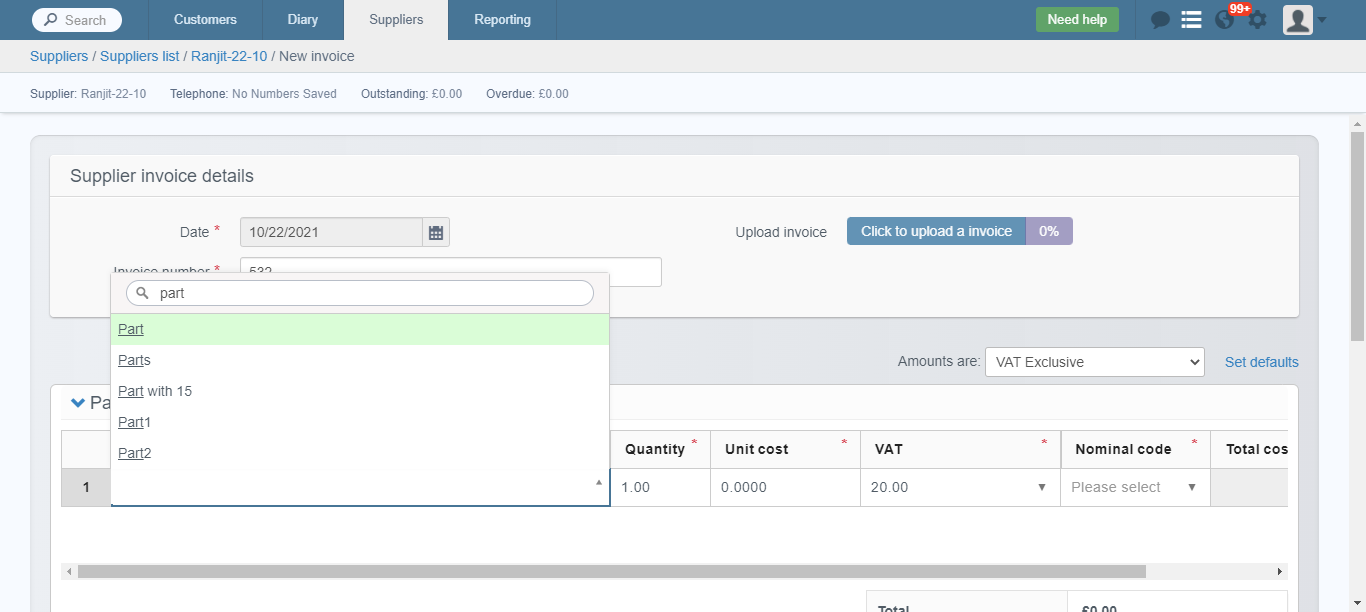 Search Customers Diary Suppliers Reporting Need help 99+
Suppliers / Suppliers list / Ranjit-22-10 / New invoice
Supplier: Ranjit-22-10 Telephone: No Numbers Saved Outstanding: £0.00 Overdue: £0.00
Supplier invoice details
Date * 10/22/2021 Upload invoice Click to upload a invoice 0%
Invoice number * 532
part
Part
Parts
Part with 15
Part1
Part2
Amounts are: VAT Exclusive Set defaults
Pa
Quantity * Unit cost * VAT * Nominal code * Total cos
1 1.00 0.0000 20.00 Please select
Total £0.00